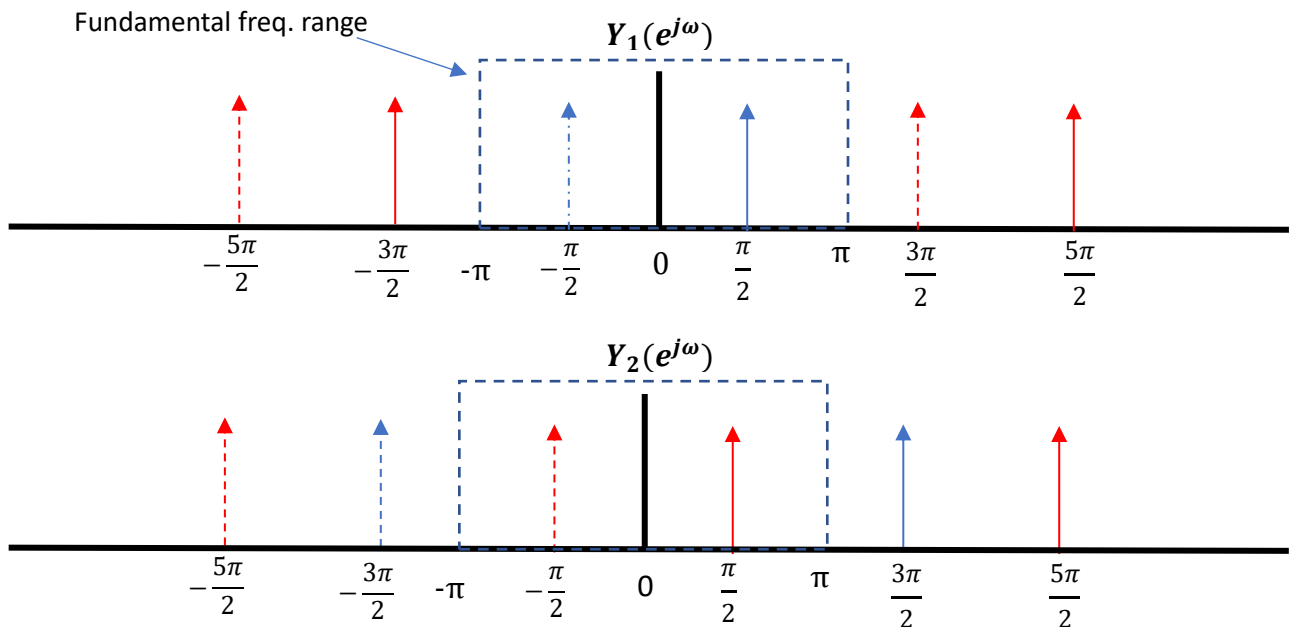 Fundamental freq. range
Y₁(e^{jω})
−5π/2 −3π/2 -π −π/2 0 π/2 π 3π/2 5π/2
Y₂(e^{jω})
−5π/2 −3π/2 -π −π/2 0 π/2 π 3π/2 5π/2